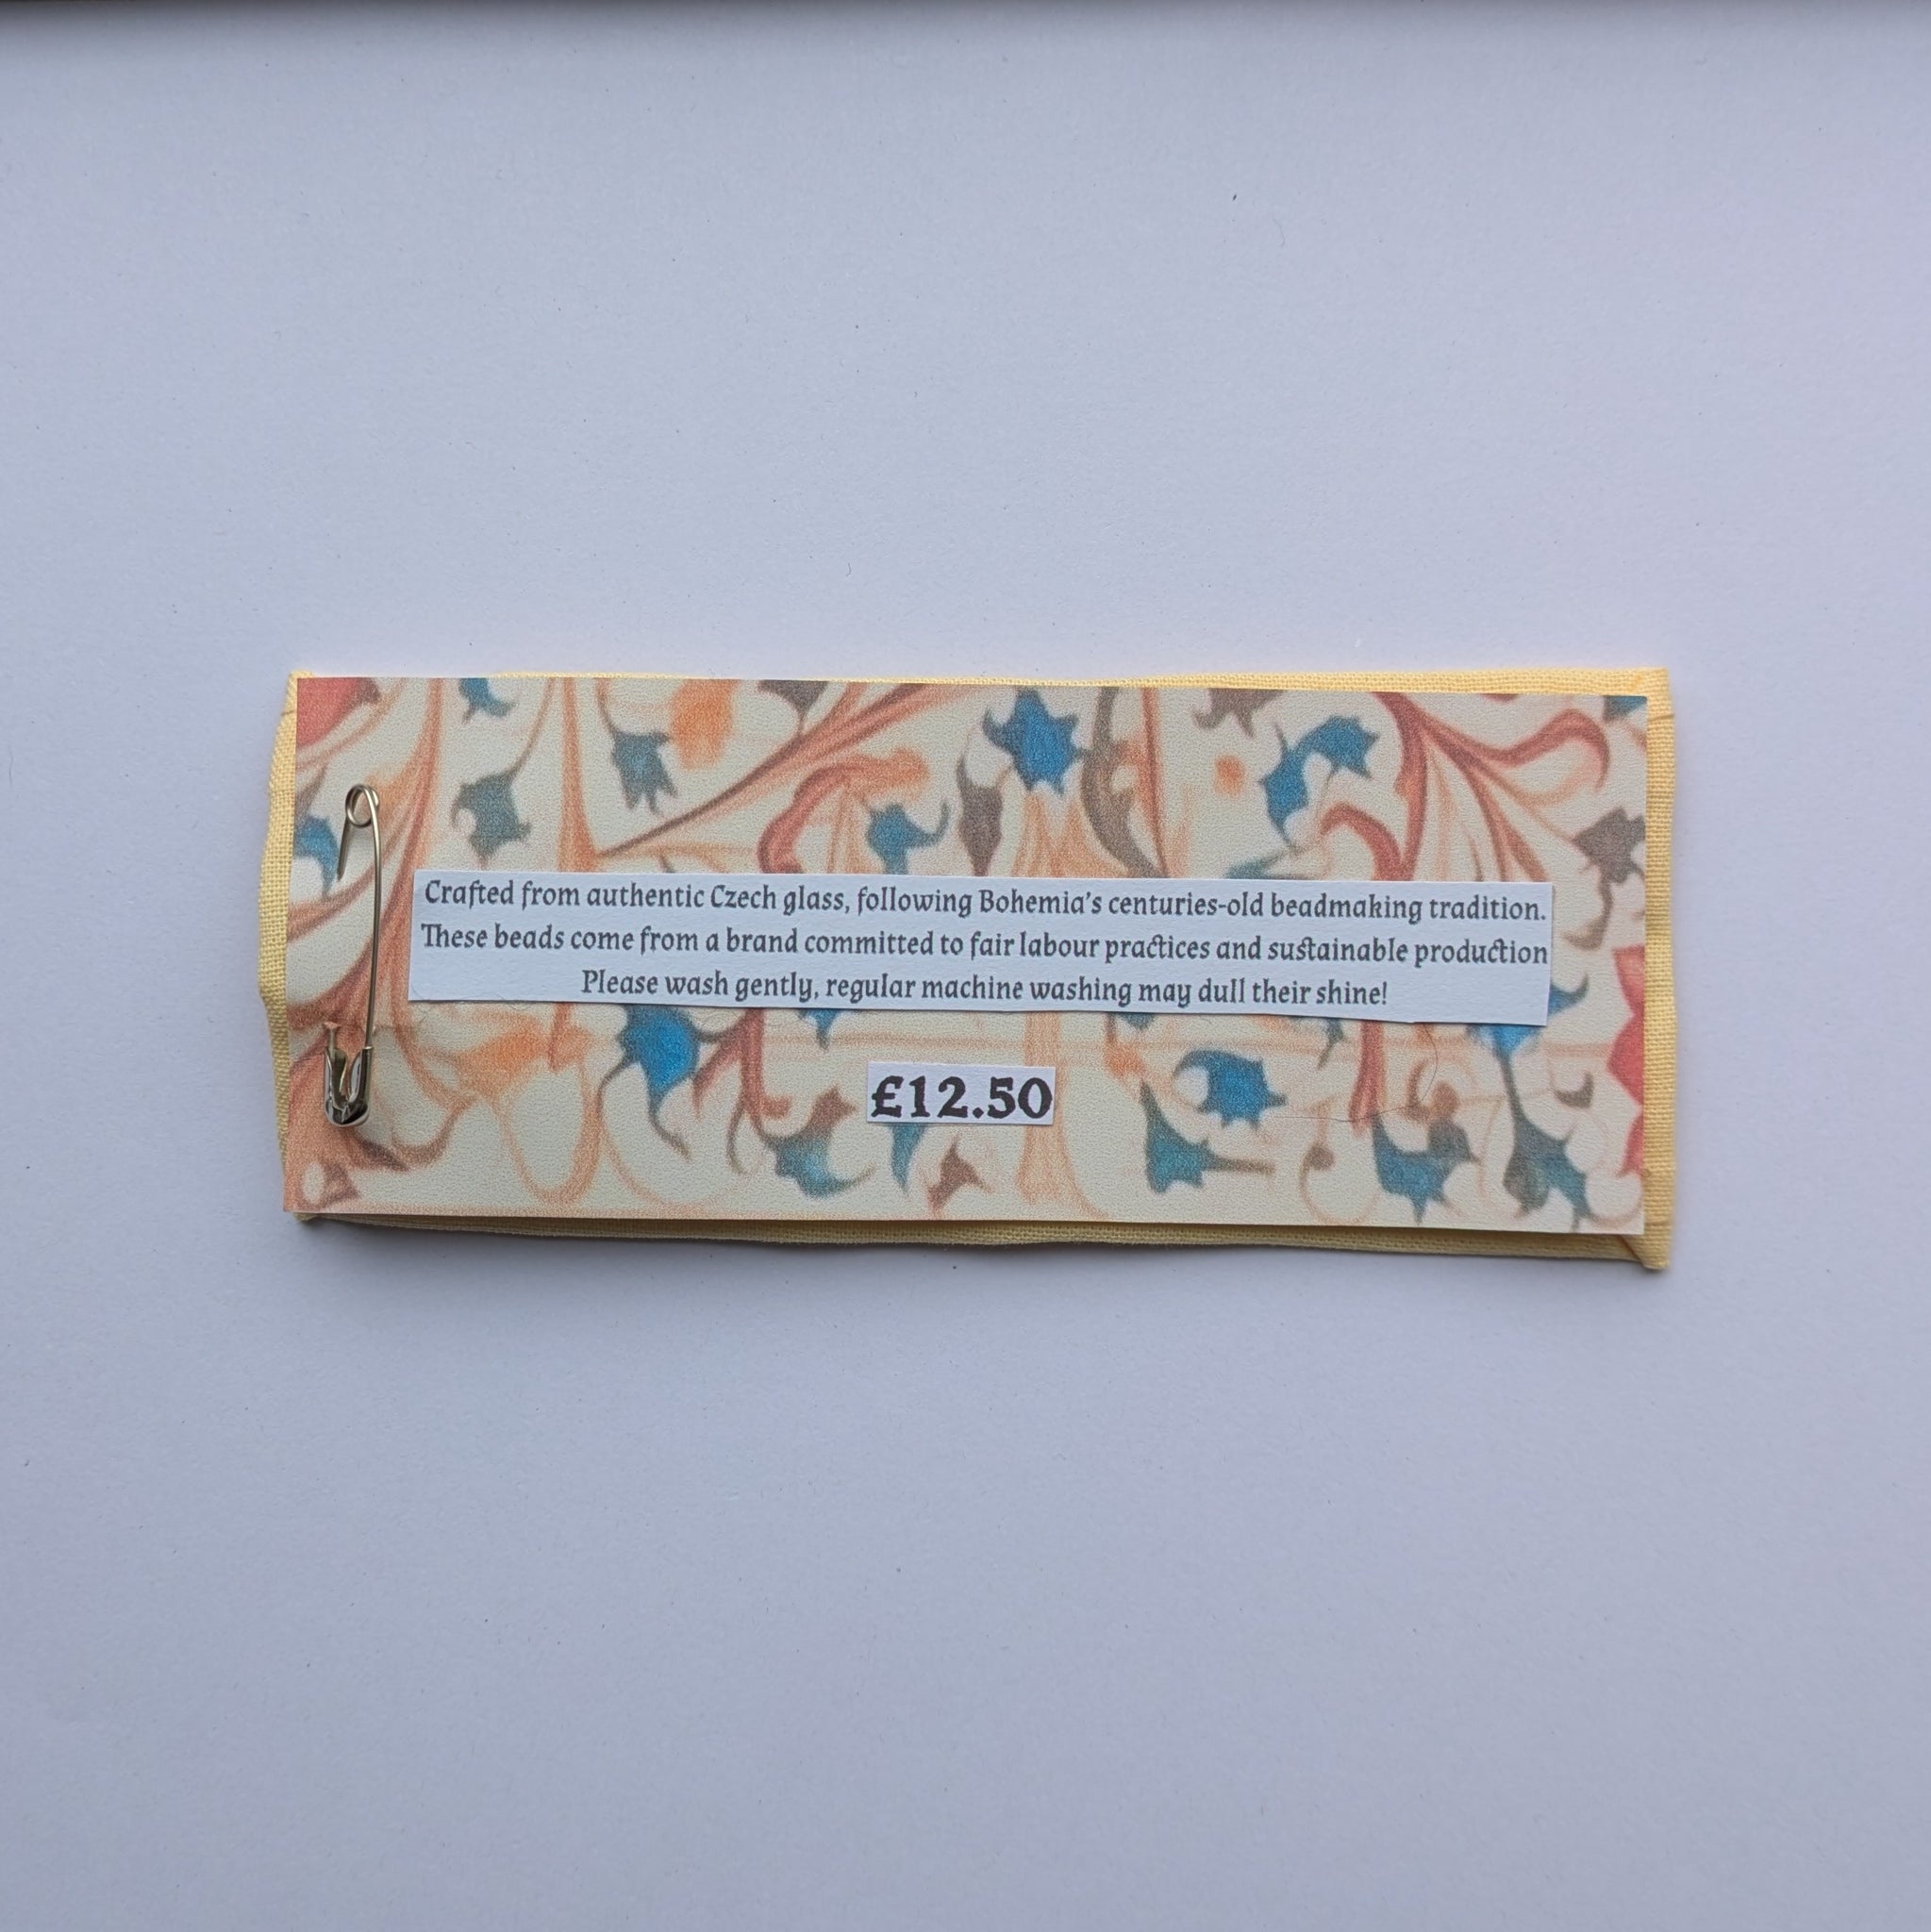 Crafted from authentic Czech glass, following Bohemia's centuries-old beadmaking tradition.
These beads come from a brand committed to fair labour practices and sustainable production
Please wash gently, regular machine washing may dull their shine!
£12.50